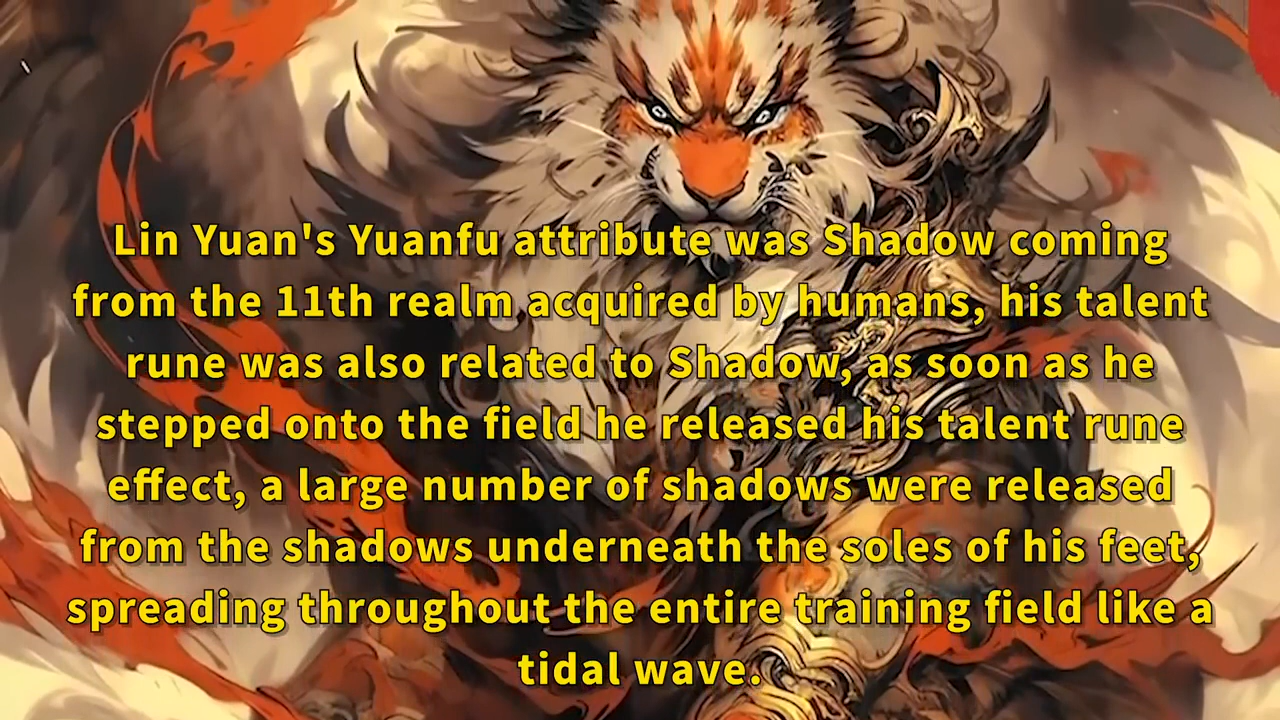 Lin Yuan's Yuanfu attribute was Shadow coming
from the 11th realm acquired by humans, his talent
rune was also related to Shadow, as soon as he
stepped onto the field he released his talent rune
effect, a large number of shadows were released
from the shadows underneath the soles of his feet,
spreading throughout the entire training field like a
tidal wave.